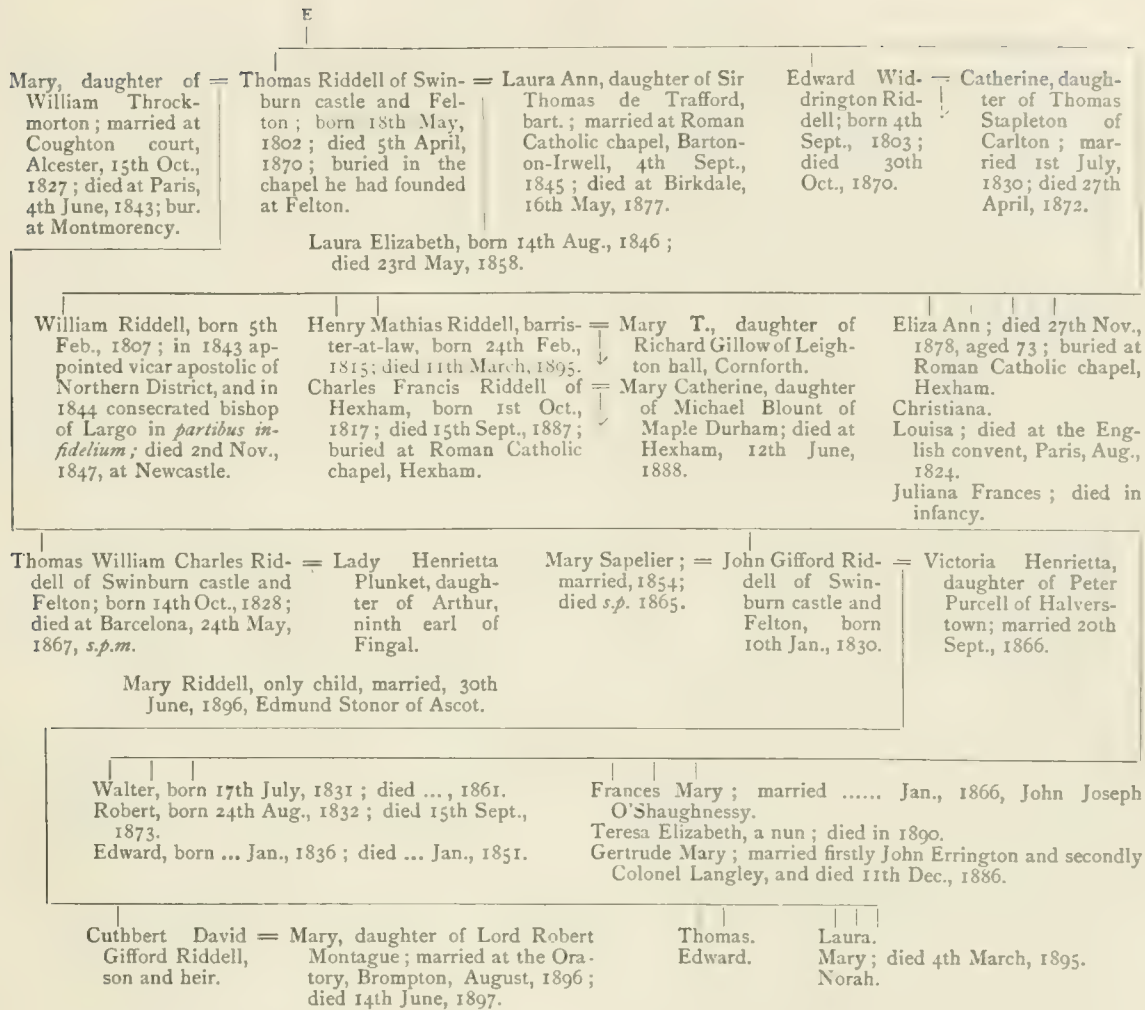 E
Mary, daughter of
William Throck-
morton ; married at
Coughton court,
Alcester, 15th Oct.,
1827 ; died at Paris,
4th June, 1843; bur.
at Montmorency.
= Thomas Riddell of Swin-
burn castle and Fel-
ton ; born 18th May,
1802 ; died 5th April,
1870 ; buried in the
chapel he had founded
at Felton.
= Laura Ann, daughter of Sir
Thomas de Trafford,
bart. ; married at Roman
Catholic chapel, Barton-
on-Irwell, 4th Sept.,
1845 ; died at Birkdale,
16th May, 1877.
Edward Wid-
drington Rid-
dell; born 4th
Sept., 1803 ;
died 30th
Oct., 1870.
= Catherine, daugh-
ter of Thomas
Stapleton of
Carlton ; mar-
ried 1st July,
1830; died 27th
April, 1872.
Laura Elizabeth, born 14th Aug., 1846 ;
died 23rd May, 1858.
William Riddell, born 5th
Feb., 1807 ; in 1843 ap-
pointed vicar apostolic of
Northern District, and in
1844 consecrated bishop
of Largo in partibus in-
fidelium ; died 2nd Nov.,
1847, at Newcastle.
Henry Mathias Riddell, barris-
ter-at-law, born 24th Feb.,
1815; died 11th March, 1895.
= Mary T., daughter of
Richard Gillow of Leigh-
ton hall, Cornforth.
Charles Francis Riddell of
Hexham, born 1st Oct.,
1817 ; died 15th Sept., 1887 ;
buried at Roman Catholic
chapel, Hexham.
= Mary Catherine, daughter
of Michael Blount of
Maple Durham; died at
Hexham, 12th June,
1888.
Eliza Ann ; died 27th Nov.,
1878, aged 73 ; buried at
Roman Catholic chapel,
Hexham.
Christiana.
Louisa ; died at the Eng-
lish convent, Paris, Aug.,
1824.
Juliana Frances ; died in
infancy.
Thomas William Charles Rid-
dell of Swinburn castle and
Felton; born 14th Oct., 1828;
died at Barcelona, 24th May,
1867, s.p.m.
= Lady Henrietta
Plunket, daugh-
ter of Arthur,
ninth earl of
Fingal.
Mary Sapelier ;
married, 1854;
died s.p. 1865.
= John Gifford Rid-
dell of Swin-
burn castle and
Felton, born
10th Jan., 1830.
= Victoria Henrietta,
daughter of Peter
Purcell of Halvers-
town; married 20th
Sept., 1866.
Mary Riddell, only child, married, 30th
June, 1896, Edmund Stonor of Ascot.
Walter, born 17th July, 1831 ; died ..., 1861.
Robert, born 24th Aug., 1832 ; died 15th Sept.,
1873.
Edward, born ... Jan., 1836 ; died ... Jan., 1851.
Frances Mary ; married ...... Jan., 1866, John Joseph
O'Shaughnessy.
Teresa Elizabeth, a nun ; died in 1890.
Gertrude Mary ; married firstly John Errington and secondly
Colonel Langley, and died 11th Dec., 1886.
Cuthbert David
Gifford Riddell,
son and heir.
= Mary, daughter of Lord Robert
Montague ; married at the Ora-
tory, Brompton, August, 1896 ;
died 14th June, 1897.
Thomas.
Edward.
Laura.
Mary ; died 4th March, 1895.
Norah.